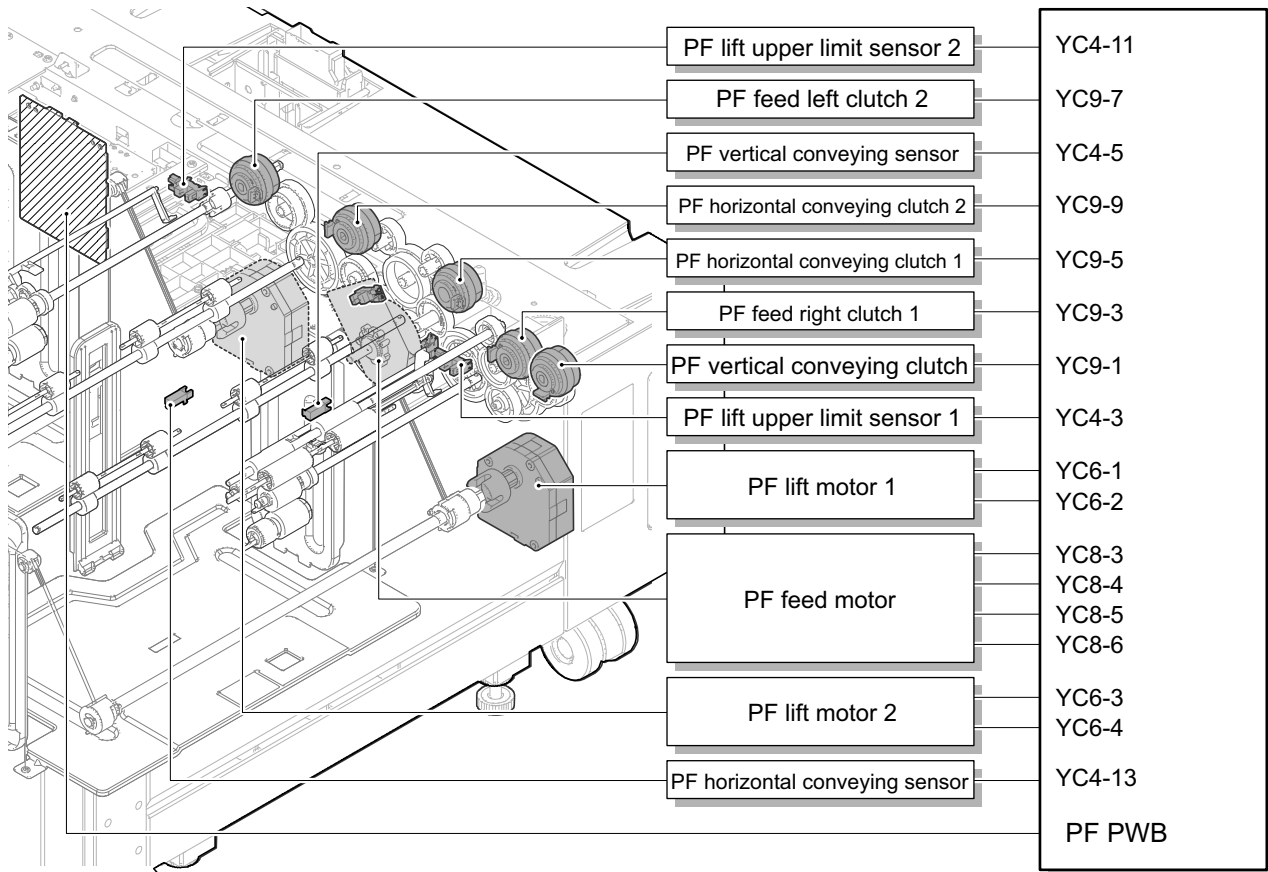 PF lift upper limit sensor 2 YC4-11
PF feed left clutch 2 YC9-7
PF vertical conveying sensor YC4-5
PF horizontal conveying clutch 2 YC9-9
PF horizontal conveying clutch 1 YC9-5
PF feed right clutch 1 YC9-3
PF vertical conveying clutch YC9-1
PF lift upper limit sensor 1 YC4-3
PF lift motor 1 YC6-1
YC6-2
PF feed motor YC8-3
YC8-4
YC8-5
YC8-6
PF lift motor 2 YC6-3
YC6-4
PF horizontal conveying sensor YC4-13
PF PWB